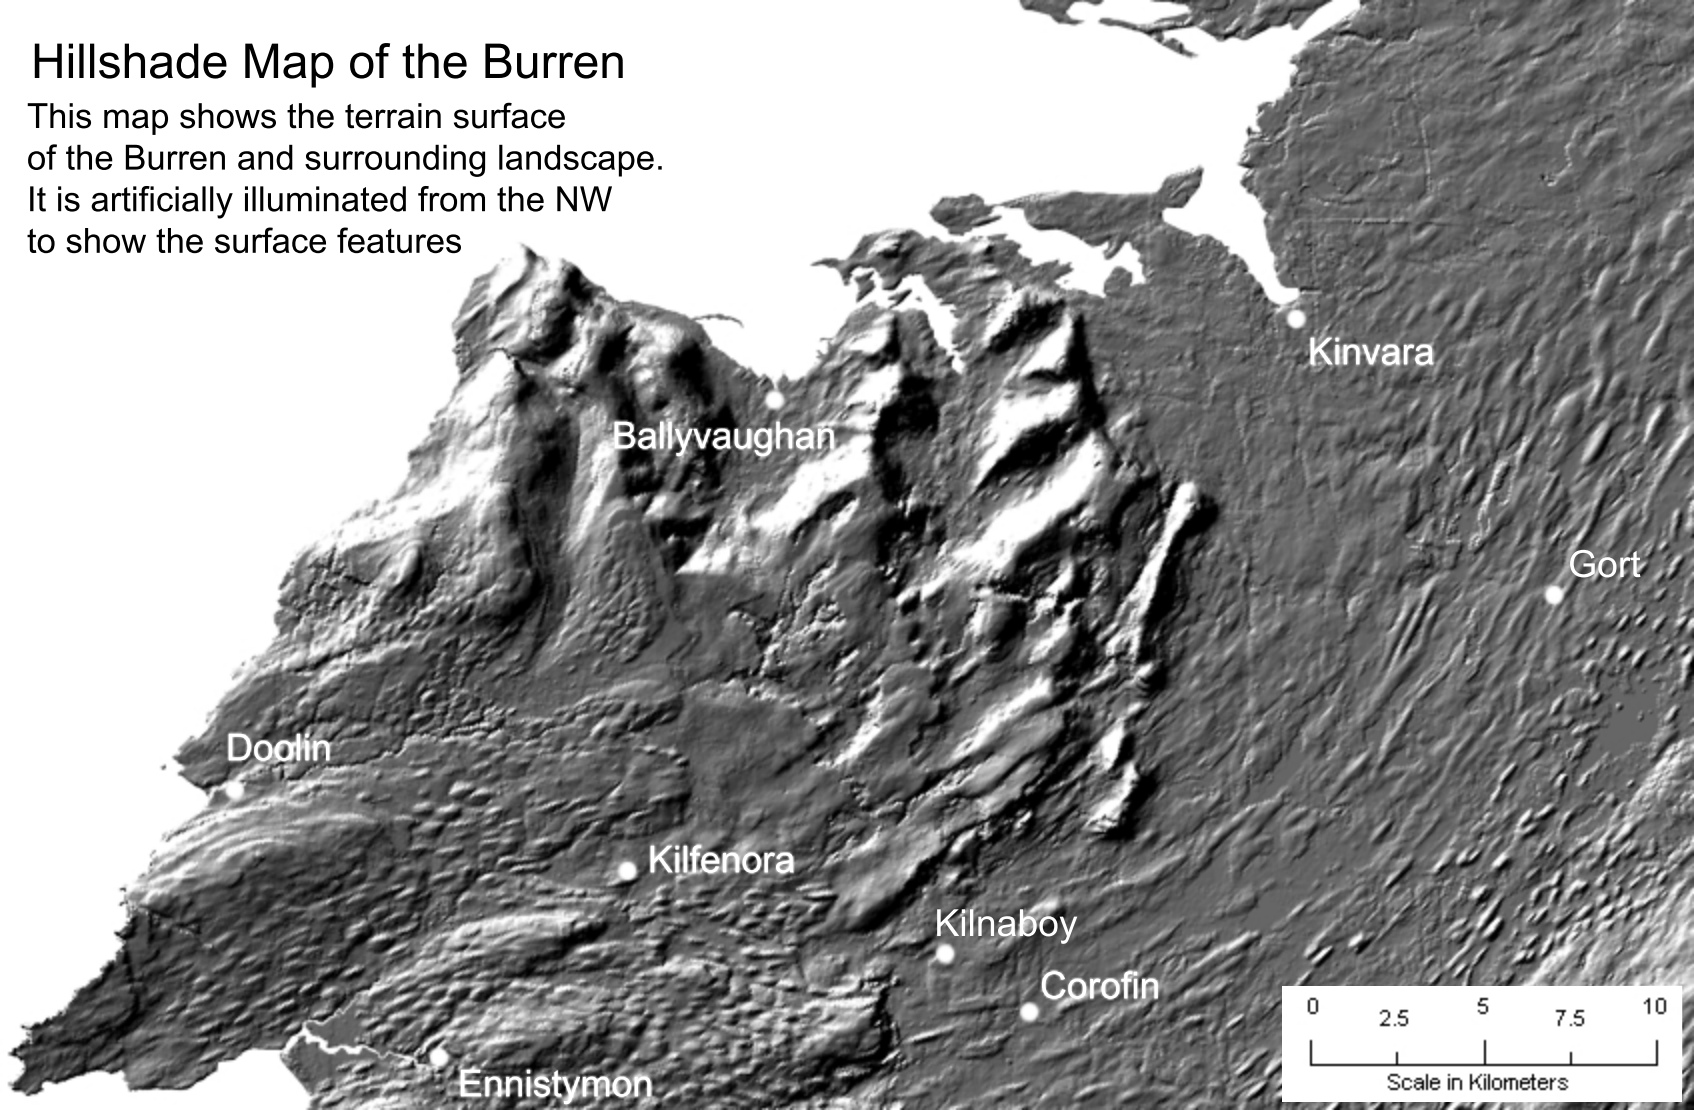 Hillshade Map of the Burren
This map shows the terrain surface
of the Burren and surrounding landscape.
It is artificially illuminated from the NW
to show the surface features
Kinvara
Ballyvaughan
Gort
Doolin
Kilfenora
Kilnaboy
Corofin
Ennistymon
0 2.5 5 7.5 10
Scale in Kilometers